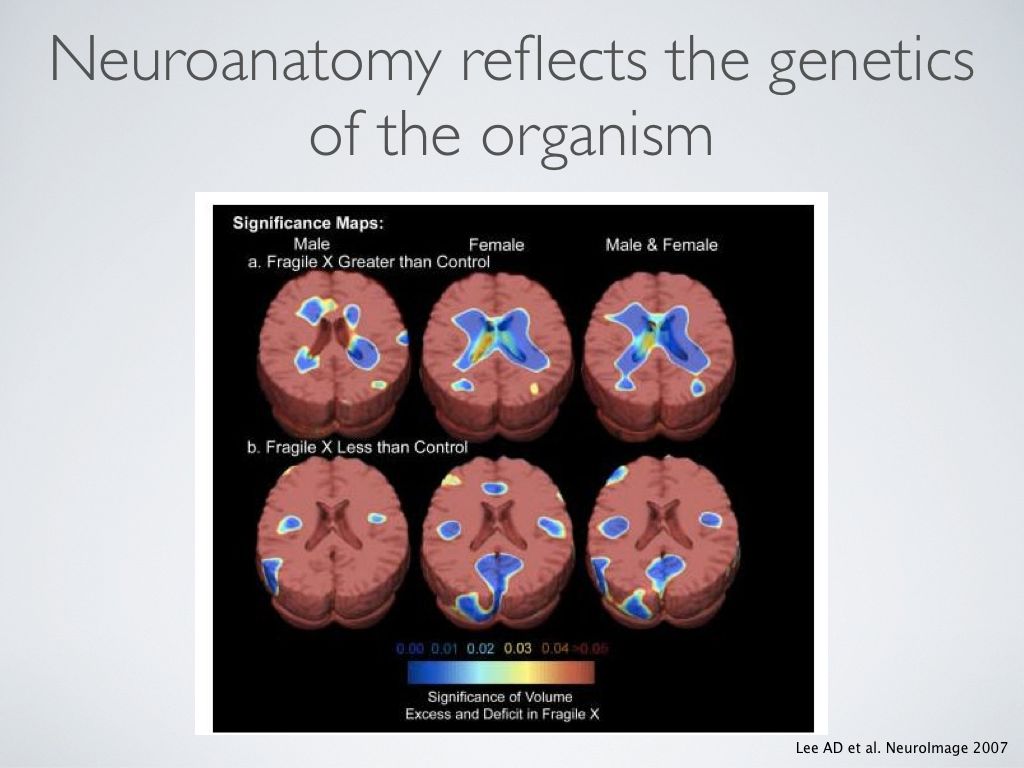 Neuroanatomy reflects the genetics
of the organism
Significance Maps:
Male Female Male & Female
a. Fragile X Greater than Control
b. Fragile X Less than Control
0.00 0.01 0.02 0.03 0.04 >0.05
Significance of Volume
Excess and Deficit in Fragile X
Lee AD et al. NeuroImage 2007